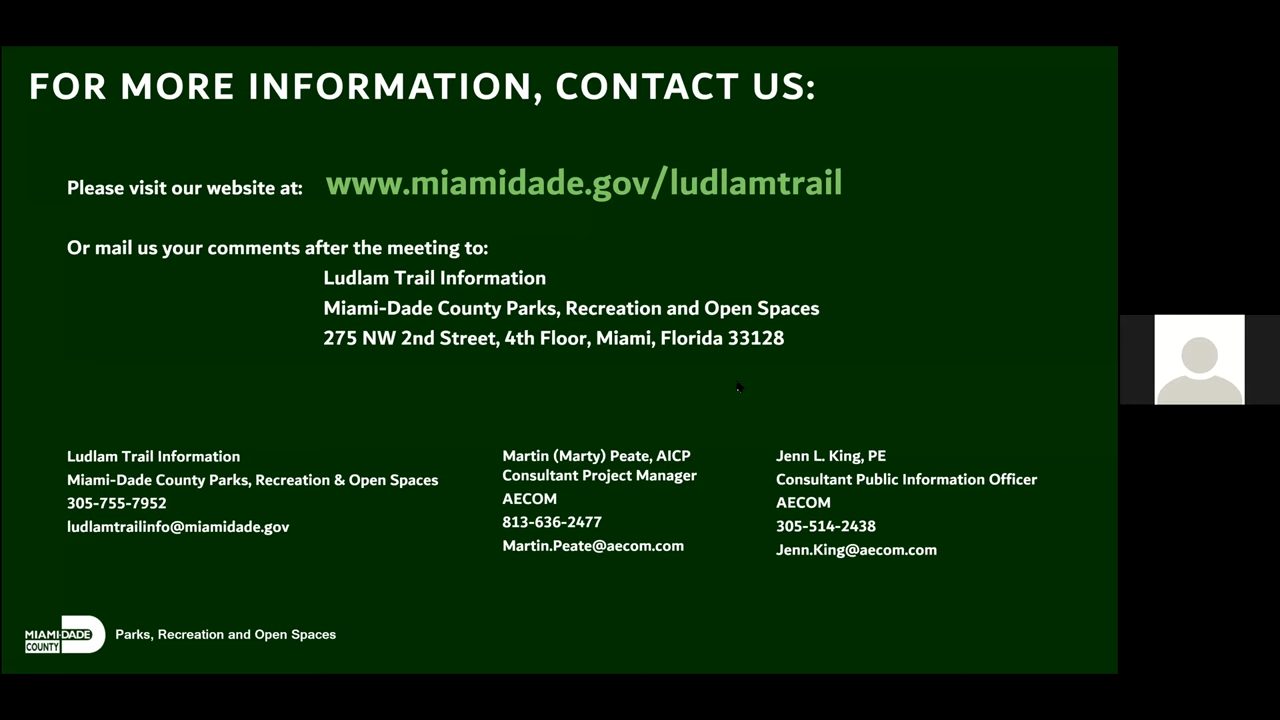 FOR MORE INFORMATION, CONTACT US:
Please visit our website at: www.miamidade.gov/ludlamtrail
Or mail us your comments after the meeting to:
Ludlam Trail Information
Miami-Dade County Parks, Recreation and Open Spaces
275 NW 2nd Street, 4th Floor, Miami, Florida 33128
Ludlam Trail Information
Miami-Dade County Parks, Recreation & Open Spaces
305-755-7952
ludlamtrailinfo@miamidade.gov
Martin (Marty) Peate, AICP
Consultant Project Manager
AECOM
813-636-2477
Martin.Peate@aecom.com
Jenn L. King, PE
Consultant Public Information Officer
AECOM
305-514-2438
Jenn.King@aecom.com
MIAMI-DADE
COUNTY
Parks, Recreation and Open Spaces